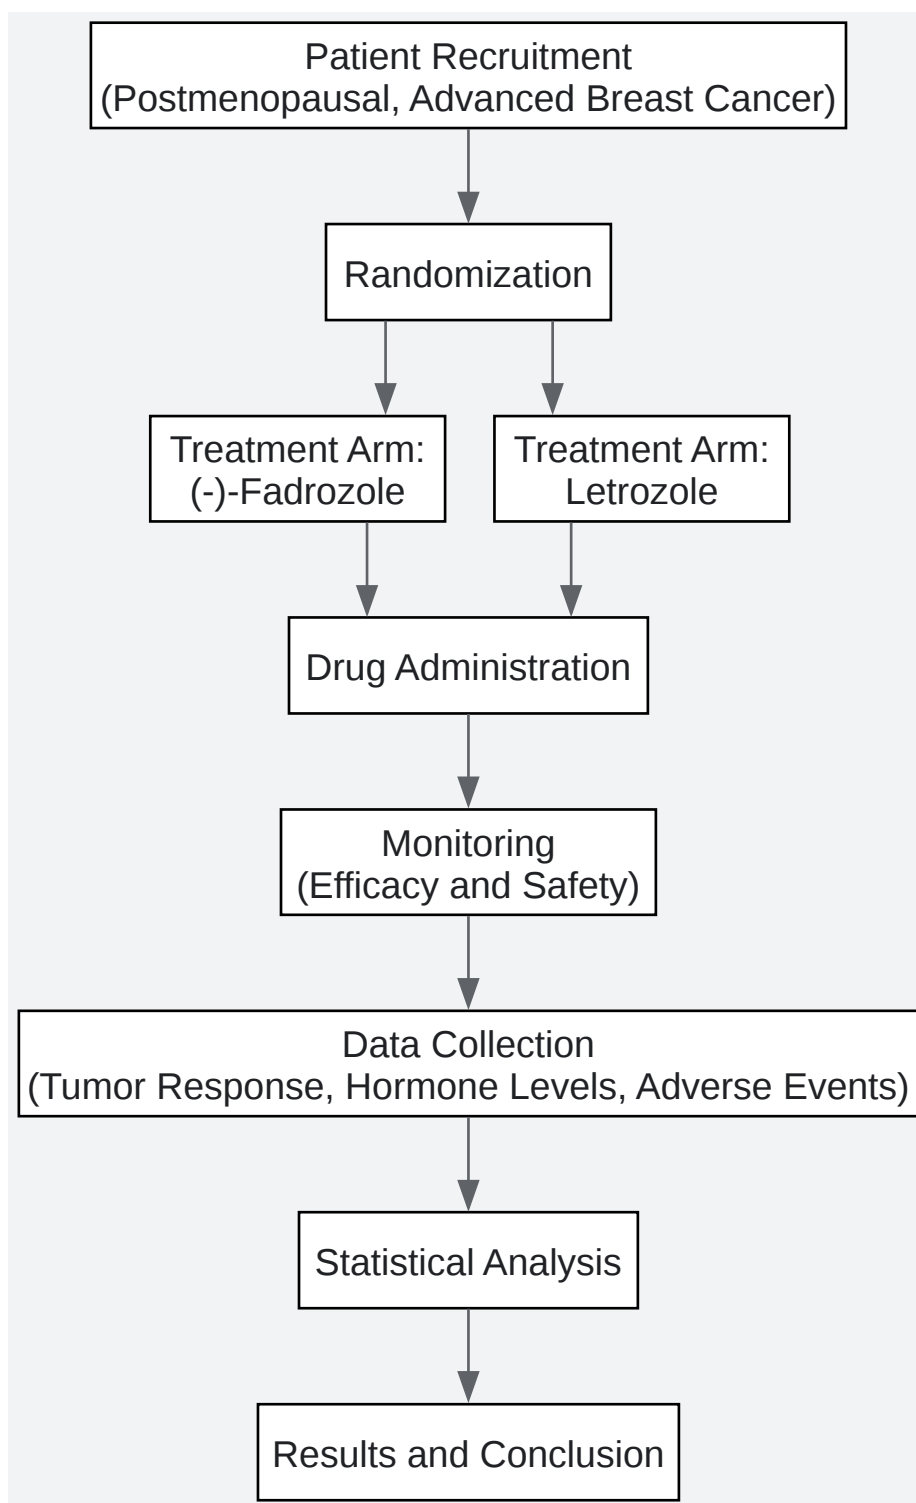 Patient Recruitment
(Postmenopausal, Advanced Breast Cancer)
Randomization
Treatment Arm:
(-)-Fadrozole
Treatment Arm:
Letrozole
Drug Administration
Monitoring
(Efficacy and Safety)
Data Collection
(Tumor Response, Hormone Levels, Adverse Events)
Statistical Analysis
Results and Conclusion